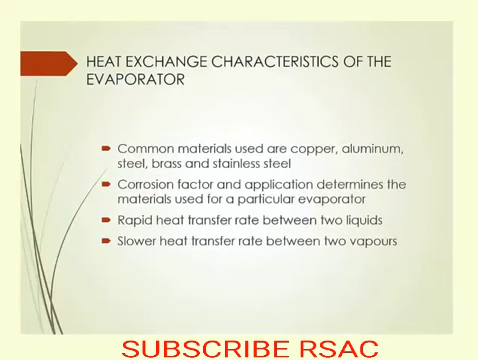 HEAT EXCHANGE CHARACTERISTICS OF THE
EVAPORATOR
Common materials used are copper, aluminum,
steel, brass and stainless steel
Corrosion factor and application determines the
materials used for a particular evaporator
Rapid heat transfer rate between two liquids
Slower heat transfer rate between two vapours
SUBSCRIBE RSAC